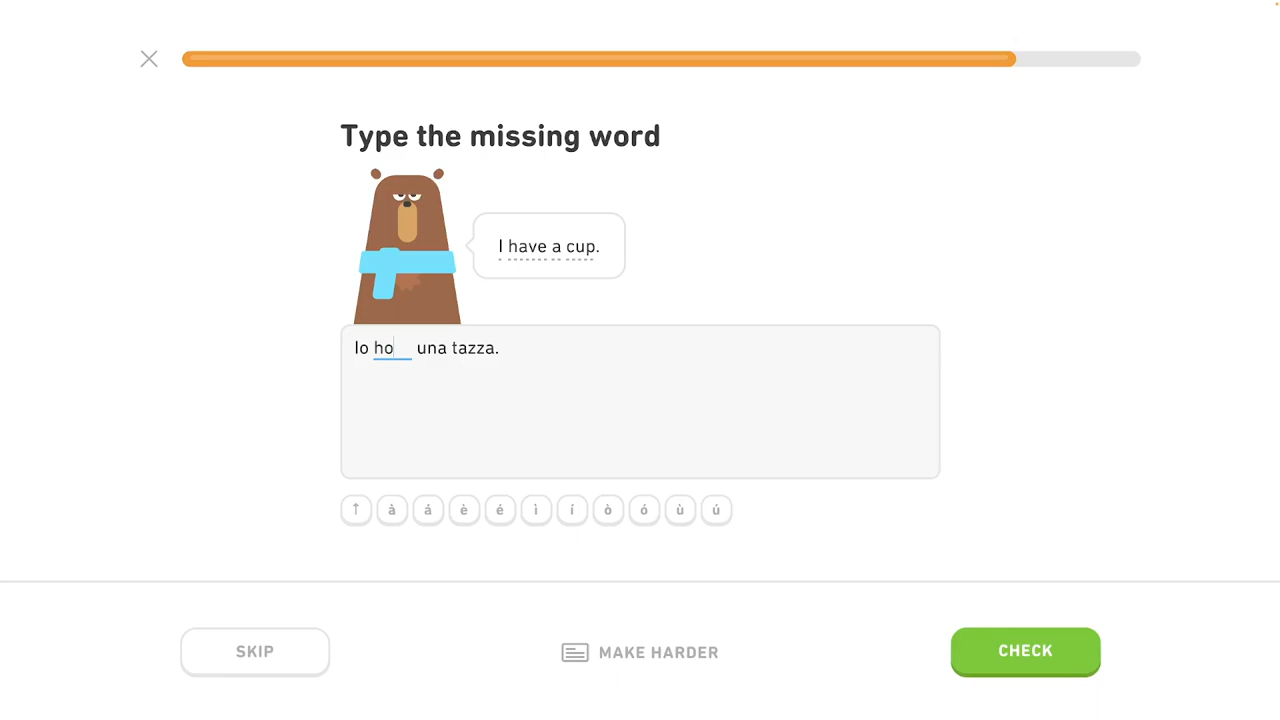 Type the missing word
I have a cup.
Io ho una tazza.
↑ à á è é ì í ò ó ù ú
SKIP
MAKE HARDER
CHECK